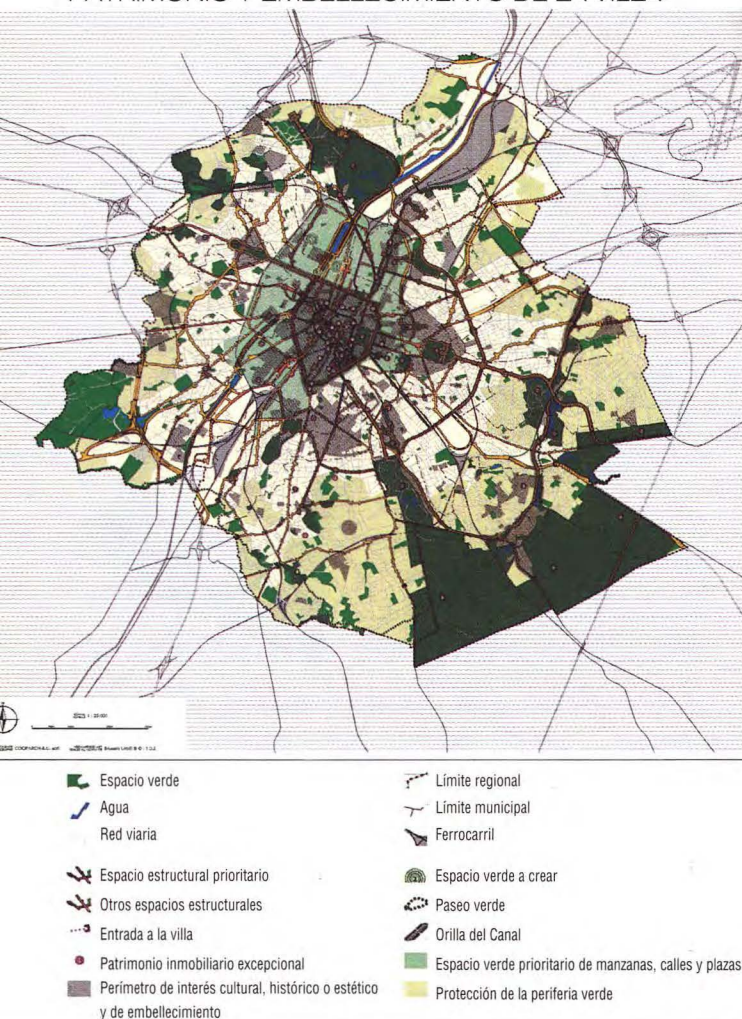 Espacio verde
Agua
Red viaria
Espacio estructural prioritario
Otros espacios estructurales
Entrada a la villa
Patrimonio inmobiliario excepcional
Perímetro de interés cultural, histórico o estético
y de embellecimiento
Límite regional
Límite municipal
Ferrocarril
Espacio verde a crear
Paseo verde
Orilla del Canal
Espacio verde prioritario de manzanas, calles y plazas
Protección de la periferia verde